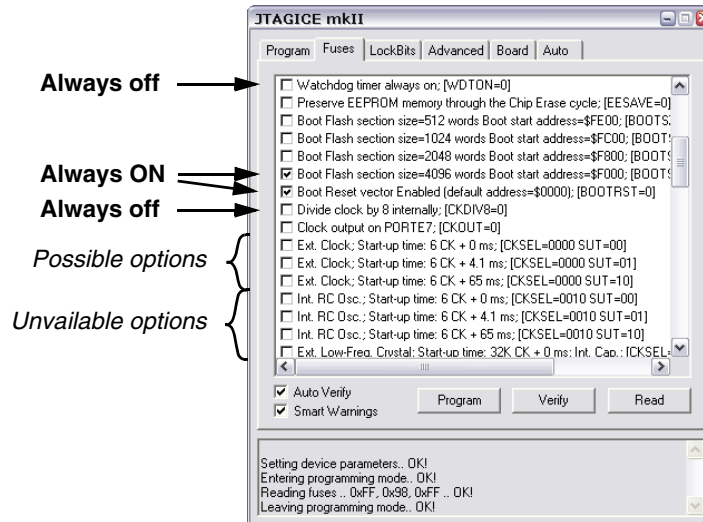 JTAGICE mkII
Program Fuses LockBits Advanced Board Auto
Always off
Watchdog timer always on; [WDTON=0]
Preserve EEPROM memory through the Chip Erase cycle; [EESAVE=0]
Boot Flash section size=512 words Boot start address=$FE00; [BOOTS
Boot Flash section size=1024 words Boot start address=$FC00; [BOOTS
Boot Flash section size=2048 words Boot start address=$F800; [BOOTS
Always ON
Boot Flash section size=4096 words Boot start address=$F000; [BOOTS
Boot Reset vector Enabled (default address=$0000); [BOOTRST=0]
Always off
Divide clock by 8 internally; [CKDIV8=0]
Clock output on PORTE7; [CKOUT=0]
Possible options
Ext. Clock; Start-up time: 6 CK + 0 ms; [CKSEL=0000 SUT=00]
Ext. Clock; Start-up time: 6 CK + 4.1 ms; [CKSEL=0000 SUT=01]
Ext. Clock; Start-up time: 6 CK + 65 ms; [CKSEL=0000 SUT=10]
Unvailable options
Int. RC Osc.; Start-up time: 6 CK + 0 ms; [CKSEL=0010 SUT=00]
Int. RC Osc.; Start-up time: 6 CK + 4.1 ms; [CKSEL=0010 SUT=01]
Int. RC Osc.; Start-up time: 6 CK + 65 ms; [CKSEL=0010 SUT=10]
Ext. Low-Freq. Crystal; Start-up time: 32K CK + 0 ms; Int. Cap.; [CKSEL=
Auto Verify
Smart Warnings
Program Verify Read
Setting device parameters.. OK!
Entering programming mode.. OK!
Reading fuses .. 0xFF, 0x98, 0xFF .. OK!
Leaving programming mode.. OK!